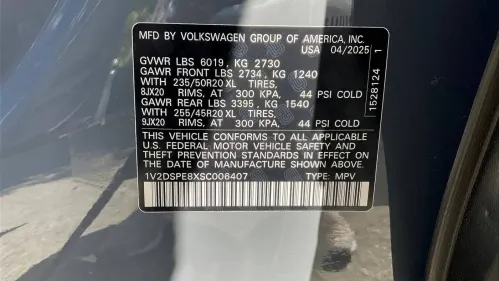 MFD. BY VOLKSWAGEN GROUP OF AMERICA, INC.
USA 04/2025
GVWR LBS 6019, KG 2730
GAWR FRONT LBS 2734, KG 1240
WITH 235/50R20 XL TIRES,
8JX20 RIMS, AT 300 KPA, 44 PSI COLD
GAWR REAR LBS 3395, KG 1540
WITH 255/45R20 XL TIRES,
9JX20 RIMS, AT 300 KPA, 44 PSI COLD
THIS VEHICLE CONFORMS TO ALL APPLICABLE
U.S. FEDERAL MOTOR VEHICLE SAFETY, BUMPER AND
THEFT PREVENTION STANDARDS IN EFFECT ON THE
DATE OF MANUFACTURE SHOWN ABOVE.
1V2DSPE8XSC006407 TYPE: MPV
1528124 1